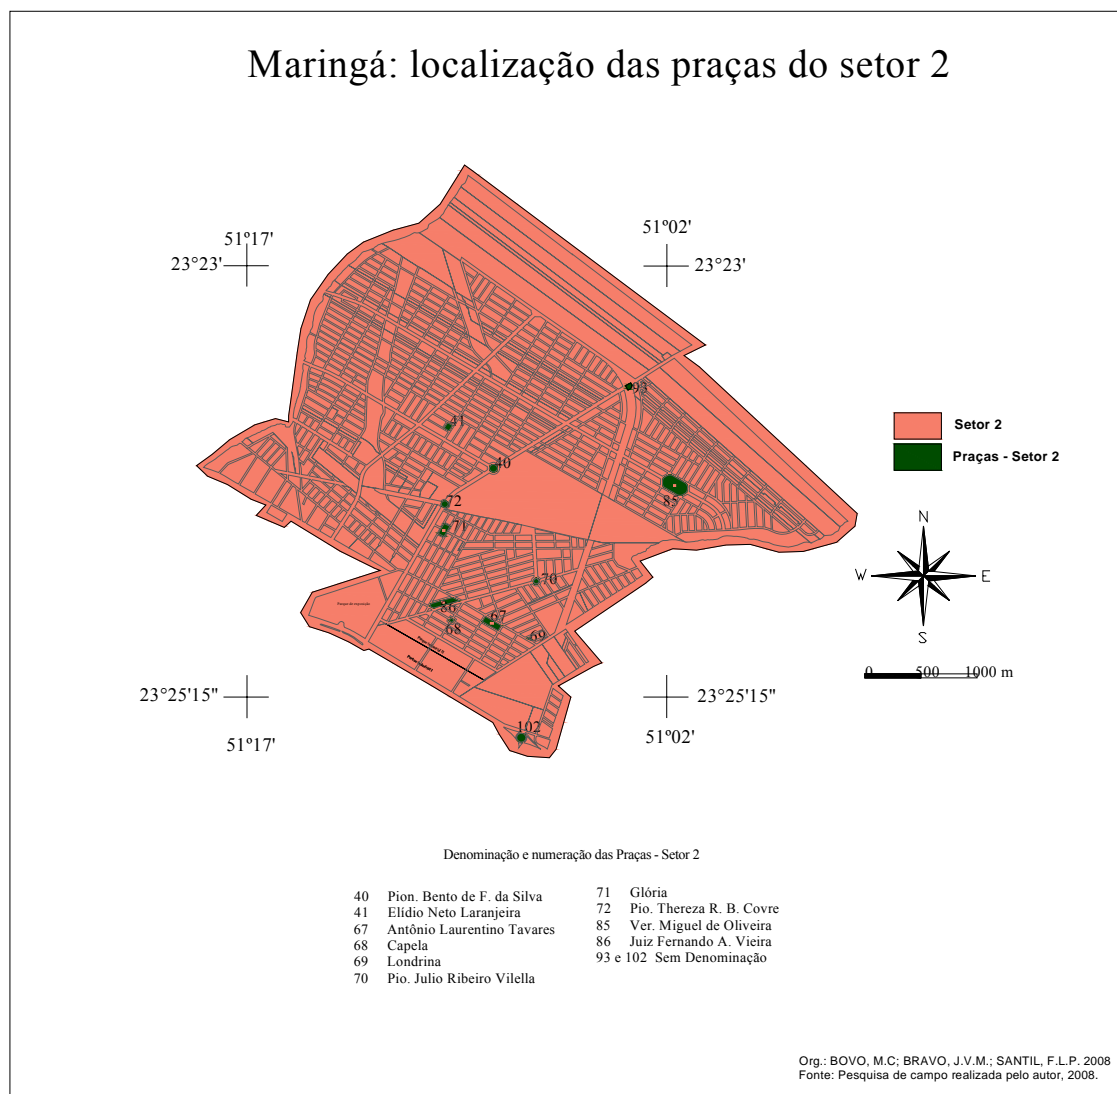 Maringá: localização das praças do setor 2
51º17'
51º02'
23°23'
23°23'
93
41
40
85
72
71
70
86
67
68
69
102
Setor 2
Praças - Setor 2
N
W
E
S
0 500 1000 m
23°25'15"
23°25'15"
51º17'
51º02'
Denominação e numeração das Praças - Setor 2
40 Pion. Bento de F. da Silva
41 Elídio Neto Laranjeira
67 Antônio Laurentino Tavares
68 Capela
69 Londrina
70 Pio. Julio Ribeiro Vilella
71 Glória
72 Pio. Thereza R. B. Covre
85 Ver. Miguel de Oliveira
86 Juiz Fernando A. Vieira
93 e 102 Sem Denominação
Org.: BOVO, M.C; BRAVO, J.V.M.; SANTIL, F.L.P. 2008
Fonte: Pesquisa de campo realizada pelo autor, 2008.